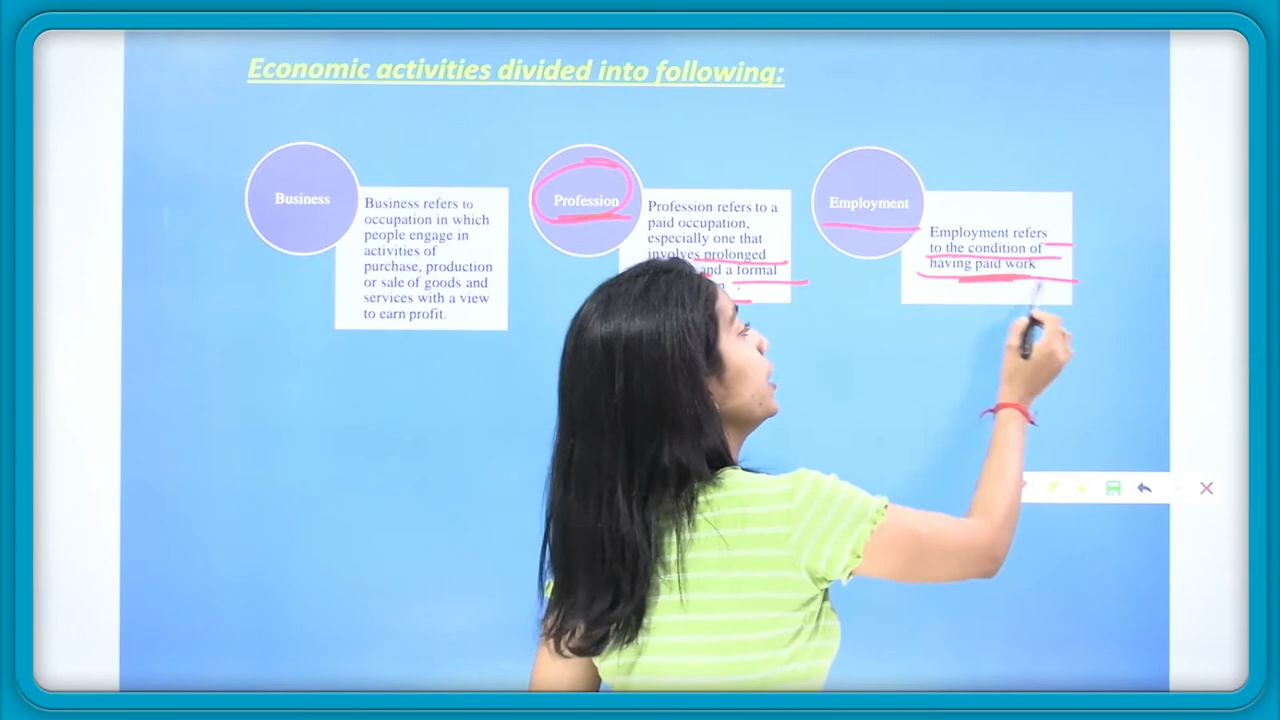 Economic activities divided into following:
Business
Business refers to
occupation in which
people engage in
activities of
purchase, production
or sale of goods and
services with a view
to earn profit.
Profession
Profession refers to a
paid occupation,
especially one that
involves prolonged
and a formal
Employment
Employment refers
to the condition of
having paid work